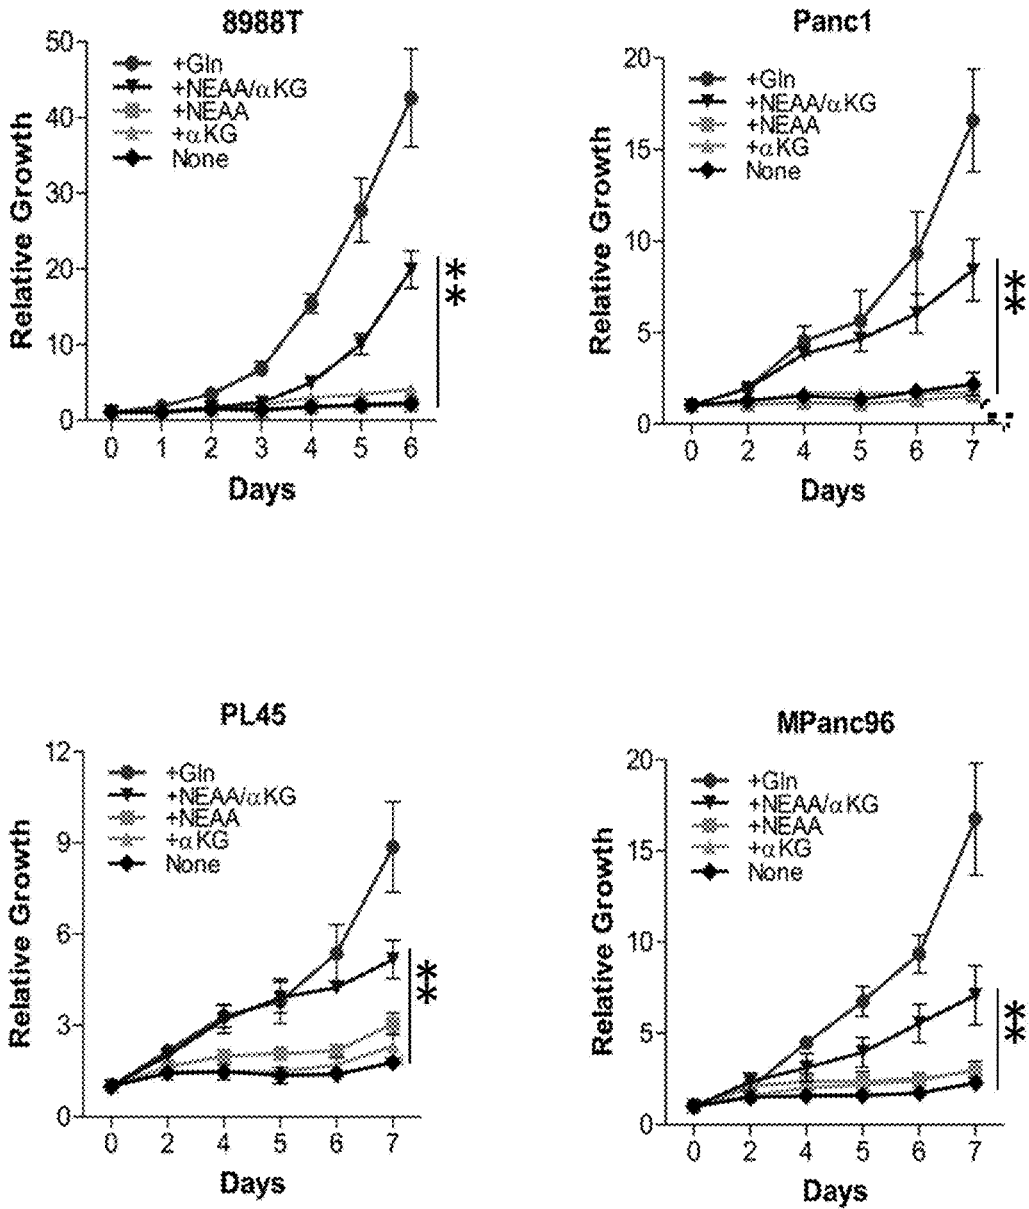 8988T
50
40
30
20
10
0
Relative Growth
+Gln
+NEAA/αKG
+NEAA
+αKG
None
**
0 1 2 3 4 5 6
Days
Panc1
20
15
10
5
0
Relative Growth
+Gln
+NEAA/αKG
+NEAA
+αKG
None
**
0 2 4 5 6 7
Days
PL45
12
9
6
3
0
Relative Growth
+Gln
+NEAA/αKG
+NEAA
+αKG
None
**
0 2 4 5 6 7
Days
MPanc96
20
15
10
5
0
Relative Growth
+Gln
+NEAA/αKG
+NEAA
+αKG
None
**
0 2 4 5 6 7
Days